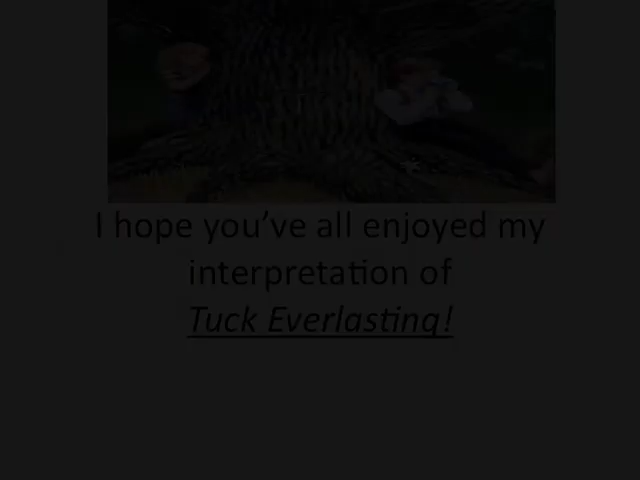 I hope you’ve all enjoyed my
interpretation of
Tuck Everlasting!